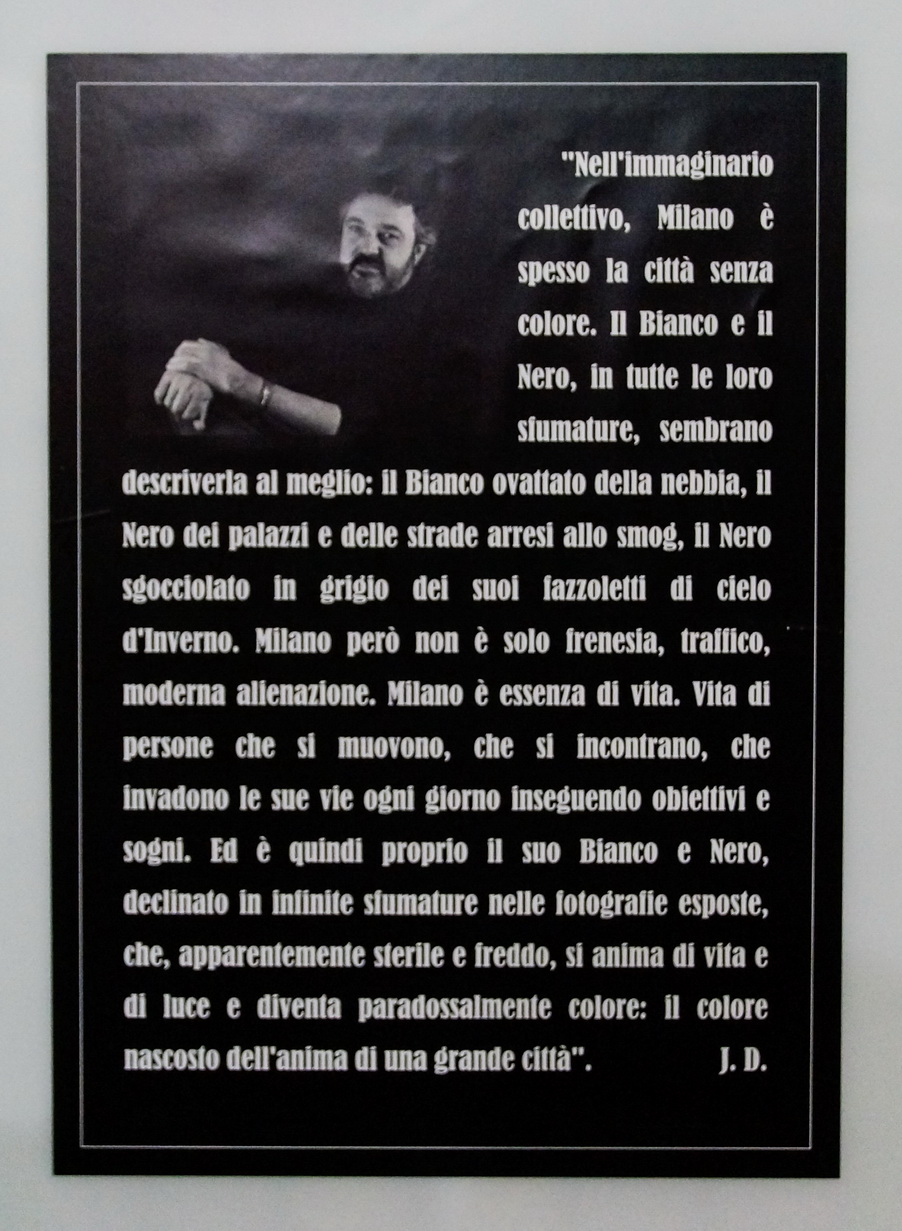 "Nell'immaginario
collettivo, Milano è
spesso la città senza
colore. Il Bianco e il
Nero, in tutte le loro
sfumature, sembrano
descriverla al meglio: il Bianco ovattato della nebbia, il
Nero dei palazzi e delle strade arresi allo smog, il Nero
sgocciolato in grigio dei suoi fazzoletti di cielo
d'Inverno. Milano però non è solo frenesia, traffico,
moderna alienazione. Milano è essenza di vita. Vita di
persone che si muovono, che si incontrano, che
invadono le sue vie ogni giorno inseguendo obiettivi e
sogni. Ed è quindi proprio il suo Bianco e Nero,
declinato in infinite sfumature nelle fotografie esposte,
che, apparentemente sterile e freddo, si anima di vita e
di luce e diventa paradossalmente colore: il colore
nascosto dell'anima di una grande città". J. D.